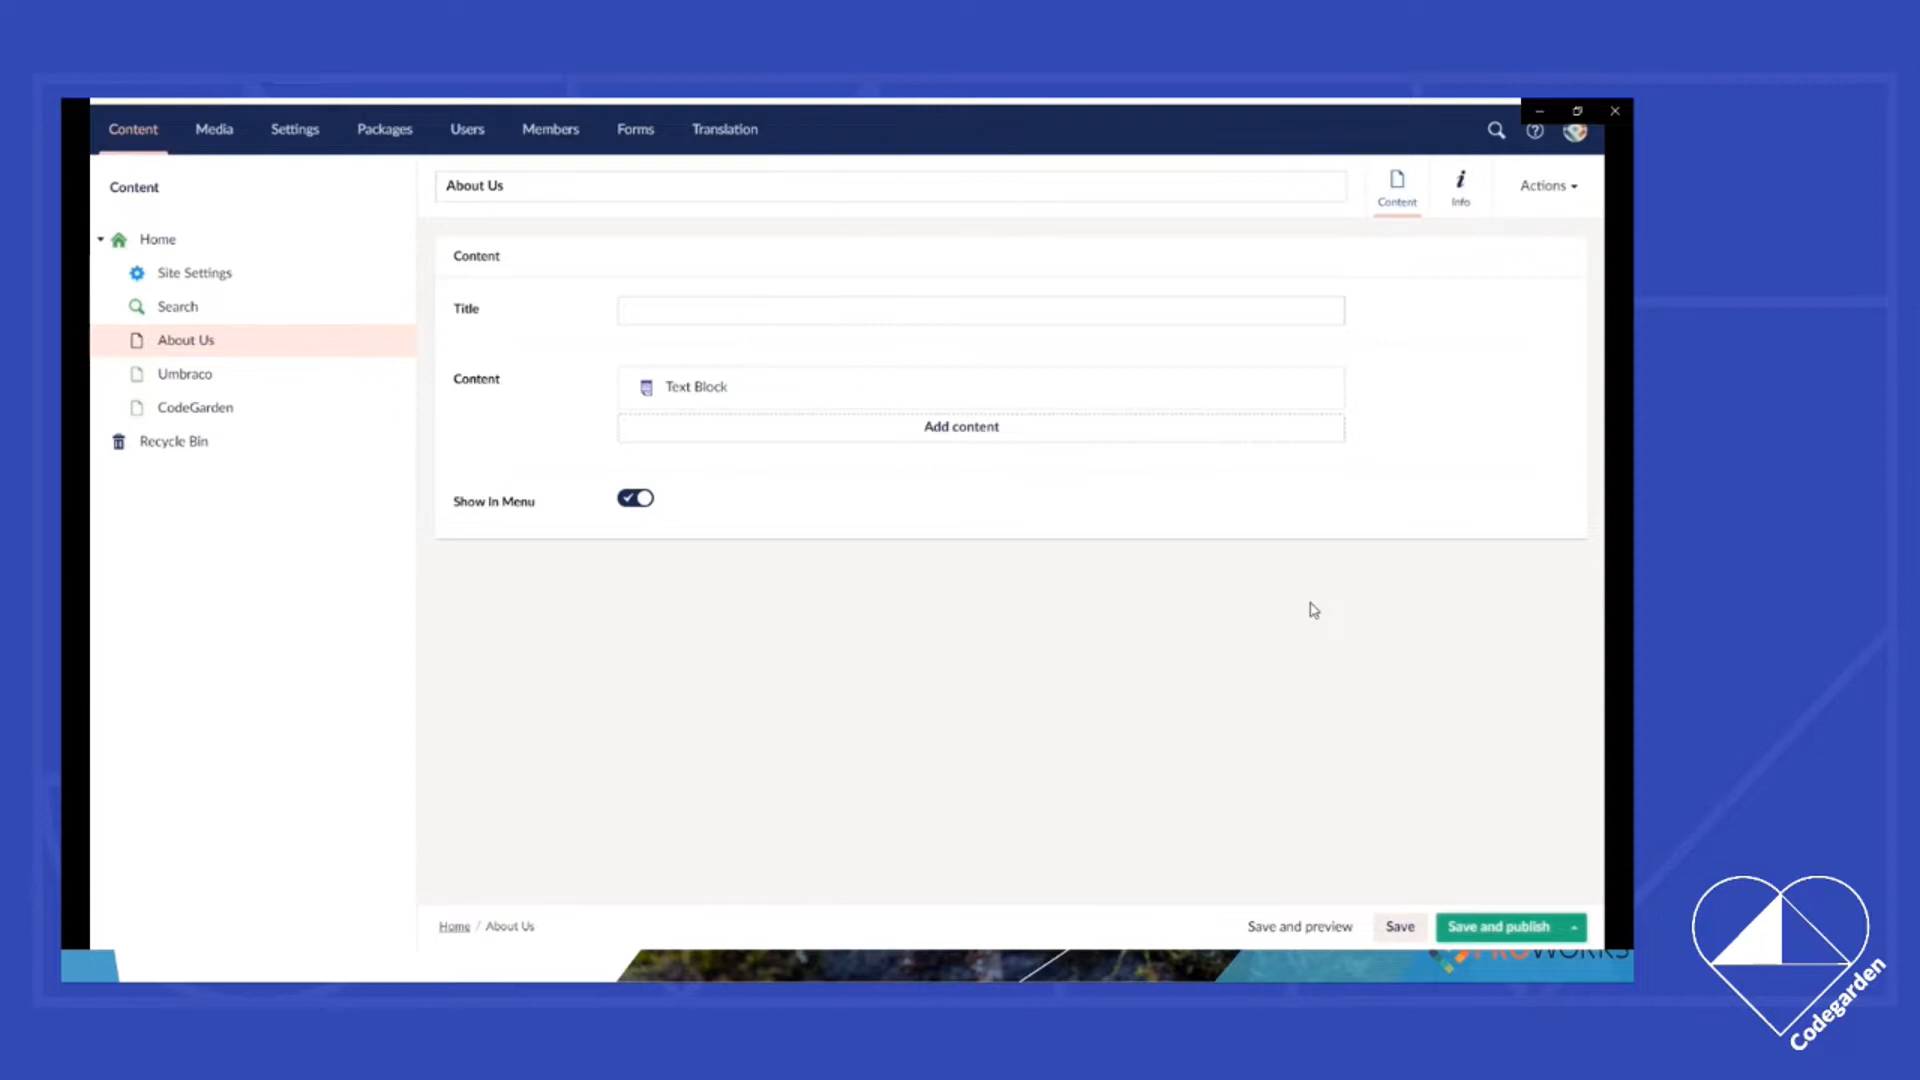 Content Media Settings Packages Users Members Forms Translation
Content
Home
Site Settings
Search
About Us
Umbraco
CodeGarden
Recycle Bin
About Us
Content
Info
Actions
Content
Title
Content
Text Block
Add content
Show In Menu
Home / About Us
Save and preview
Save
Save and publish
PROWORKS
Codegarden